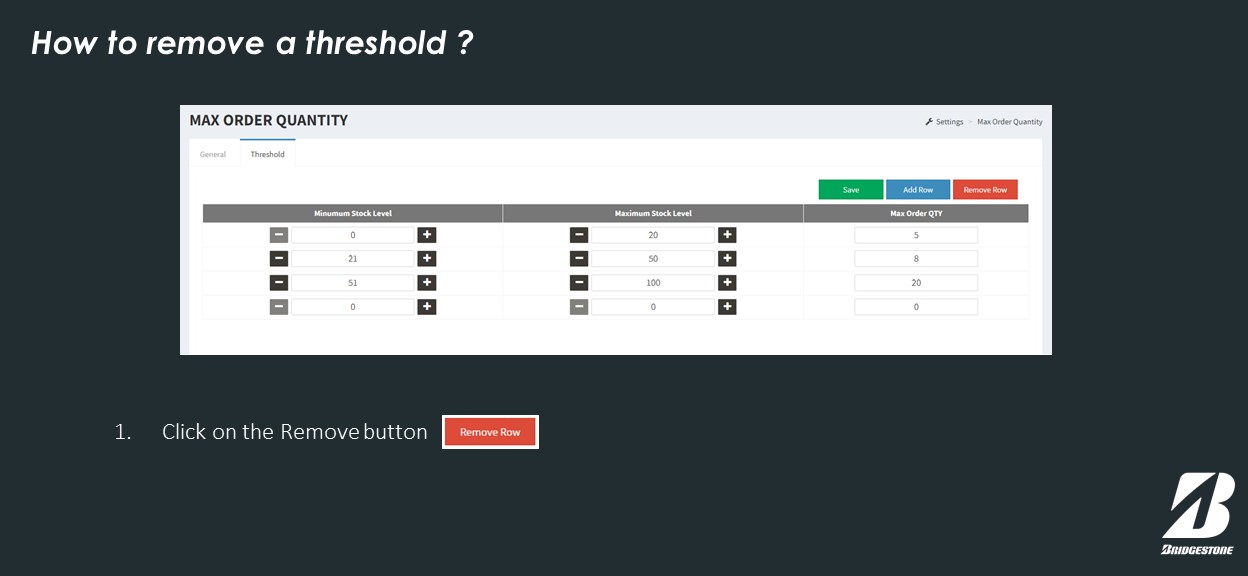 How to remove a threshold ?
MAX ORDER QUANTITY
Settings > Max Order Quantity
General Threshold
Save Add Row Remove Row
Minumum Stock Level Maximum Stock Level Max Order QTY
0 20 5
21 50 8
51 100 20
0 0 0
1. Click on the Remove button Remove Row
BRIDGESTONE